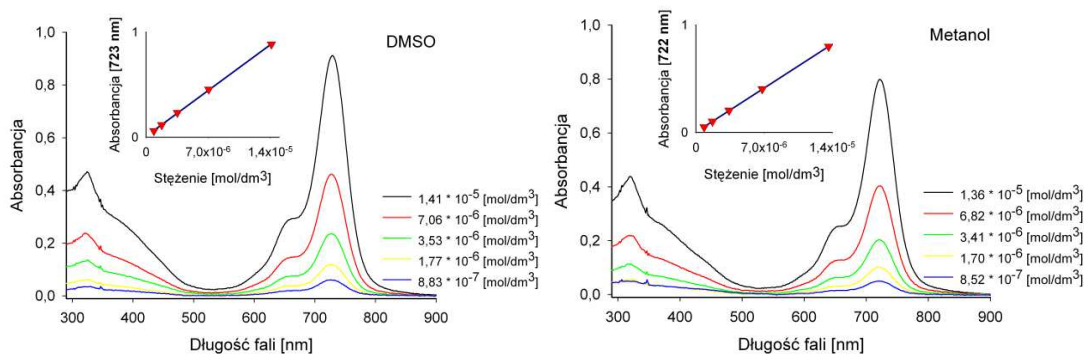 DMSO
Absorbancja [723 nm]
1
0
0
7,0x10-6
1,4x10-5
Stężenie [mol/dm3]
Absorbancja
1,0
0,8
0,6
0,4
0,2
0,0
1,41 * 10-5 [mol/dm3]
7,06 * 10-6 [mol/dm3]
3,53 * 10-6 [mol/dm3]
1,77 * 10-6 [mol/dm3]
8,83 * 10-7 [mol/dm3]
300 400 500 600 700 800 900
Długość fali [nm]
Metanol
Absorbancja [722 nm]
1
0
0
7,0x10-6
1,4x10-5
Stężenie [mol/dm3]
Absorbancja
1,0
0,8
0,6
0,4
0,2
0,0
1,36 * 10-5 [mol/dm3]
6,82 * 10-6 [mol/dm3]
3,41 * 10-6 [mol/dm3]
1,70 * 10-6 [mol/dm3]
8,52 * 10-7 [mol/dm3]
300 400 500 600 700 800 900
Długość fali [nm]